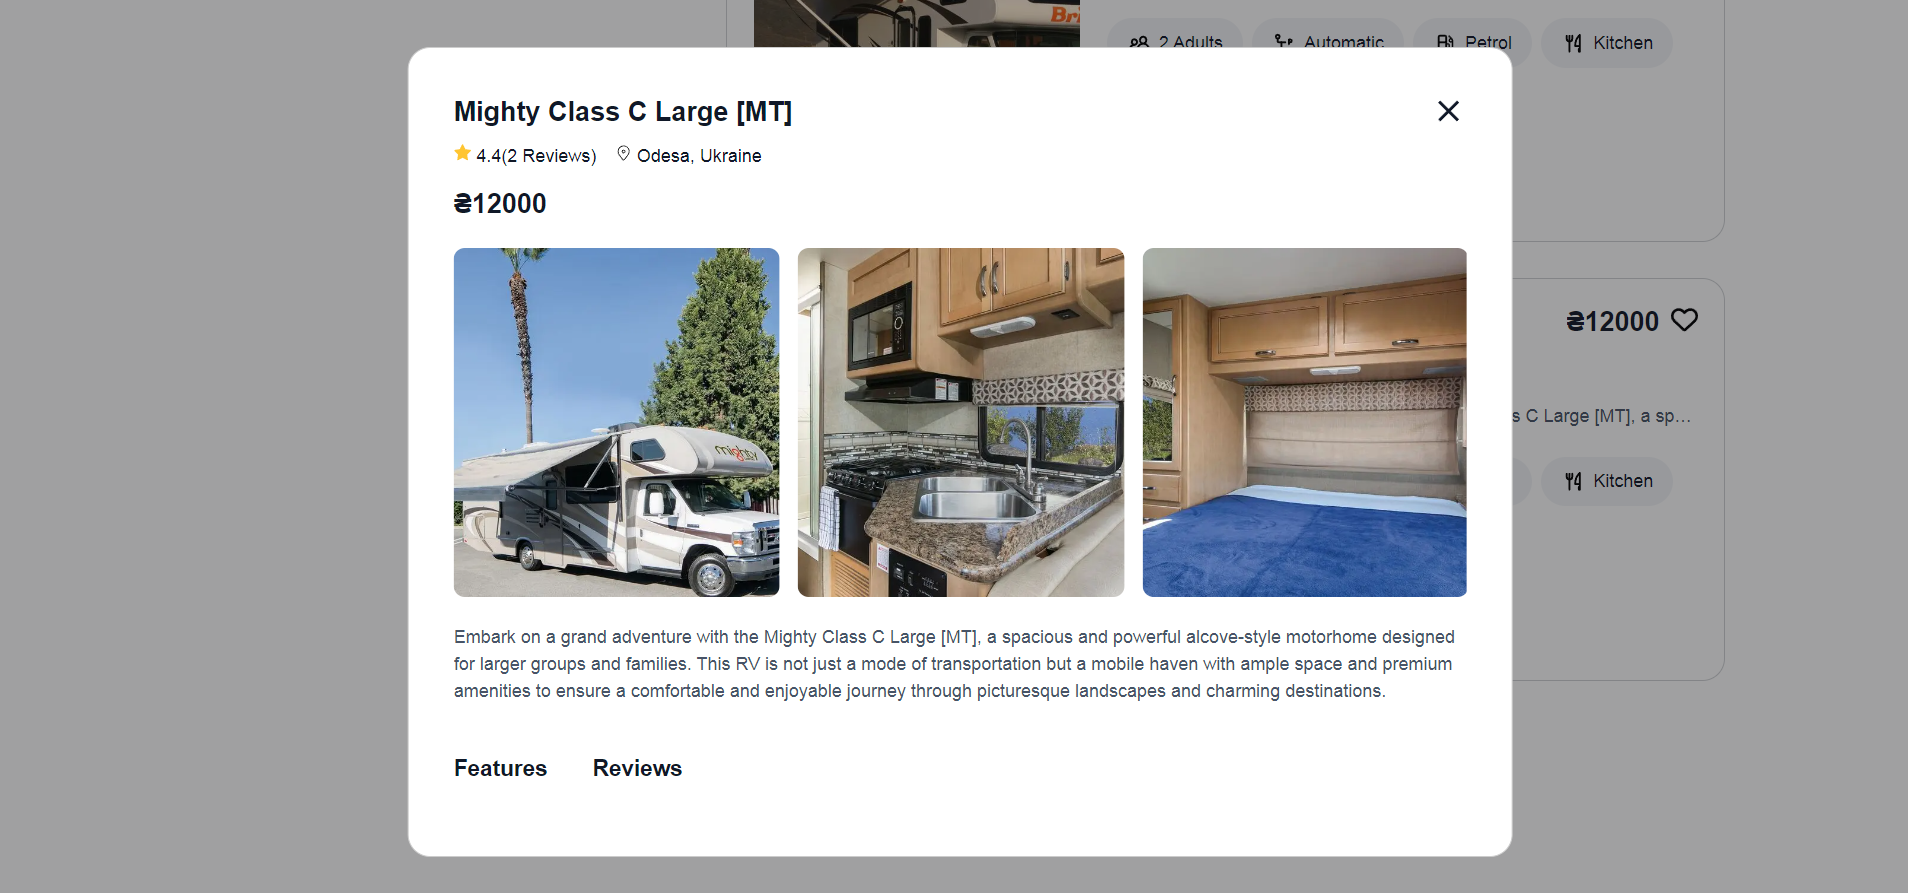 Bri
2 Adults
Automatic
Petrol
Kitchen
Mighty Class C Large [MT]
4.4(2 Reviews)
Odesa, Ukraine
₴12000
mighty
Embark on a grand adventure with the Mighty Class C Large [MT], a spacious and powerful alcove-style motorhome designed
for larger groups and families. This RV is not just a mode of transportation but a mobile haven with ample space and premium
amenities to ensure a comfortable and enjoyable journey through picturesque landscapes and charming destinations.
Features
Reviews
₴12000
s C Large [MT], a sp...
Kitchen